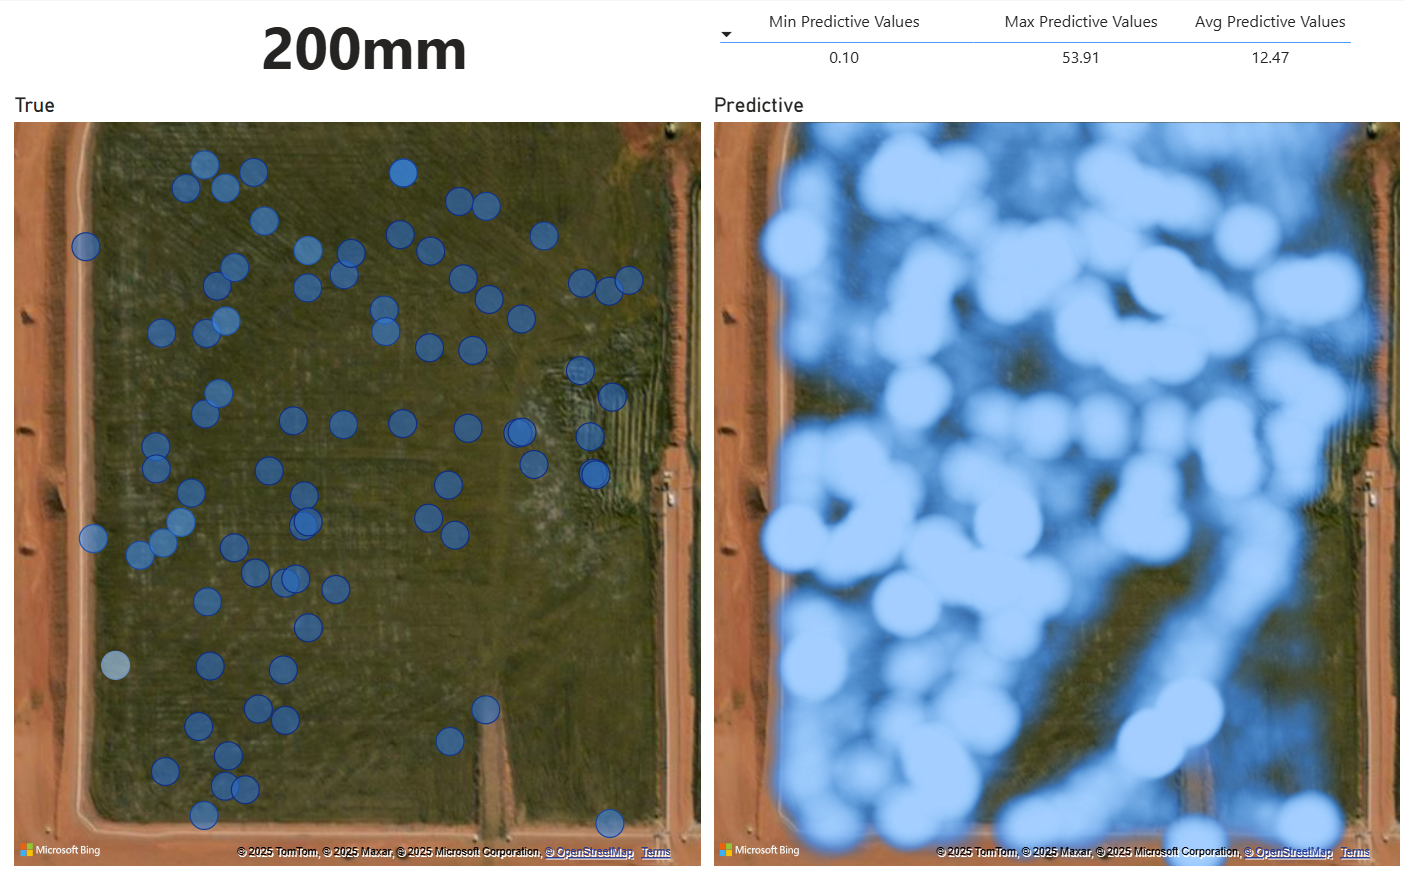 200mm
Min Predictive Values Max Predictive Values Avg Predictive Values
0.10 53.91 12.47
True
Predictive
Microsoft Bing
© 2025 TomTom, © 2025 Maxar, © 2025 Microsoft Corporation, © OpenStreetMap Terms
Microsoft Bing
© 2025 TomTom, © 2025 Maxar, © 2025 Microsoft Corporation, © OpenStreetMap Terms